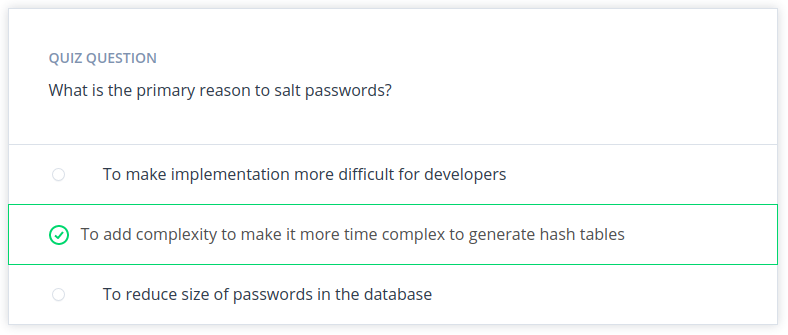 QUIZ QUESTION
What is the primary reason to salt passwords?
To make implementation more difficult for developers
To add complexity to make it more time complex to generate hash tables
To reduce size of passwords in the database